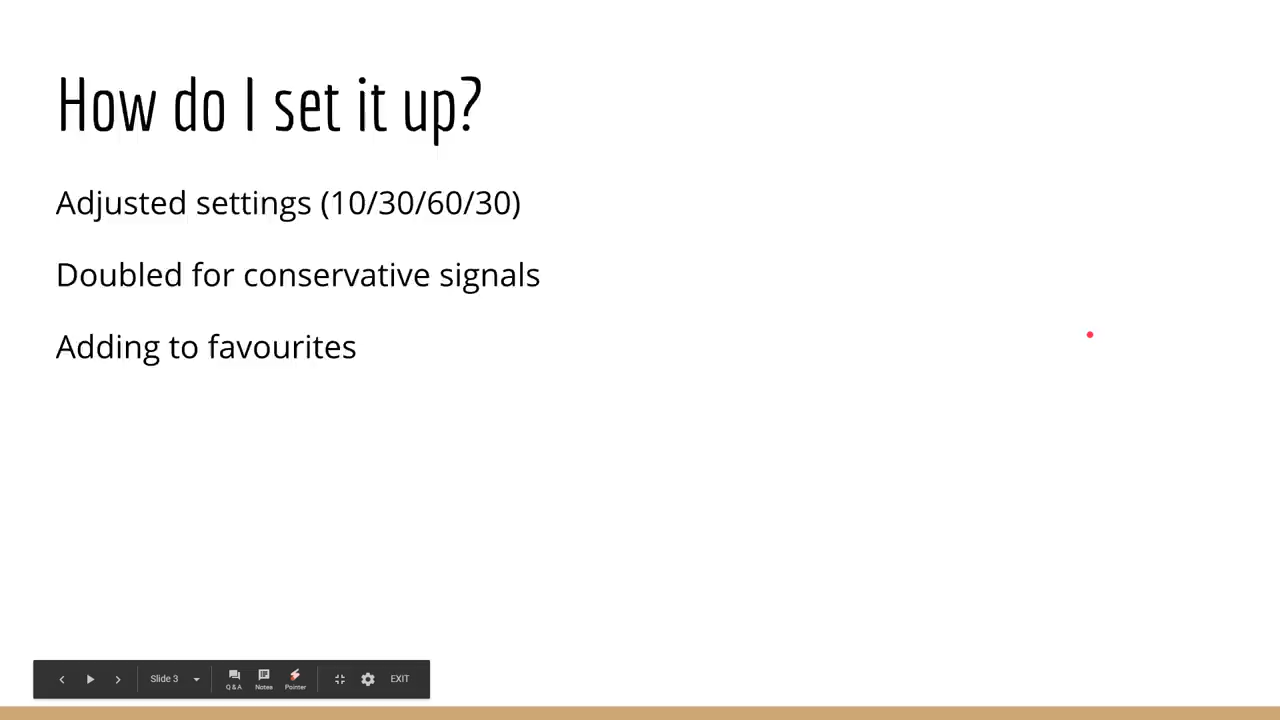 How do I set it up?
Adjusted settings (10/30/60/30)
Doubled for conservative signals
Adding to favourites
Slide 3
Q & A
Notes
Pointer
EXIT